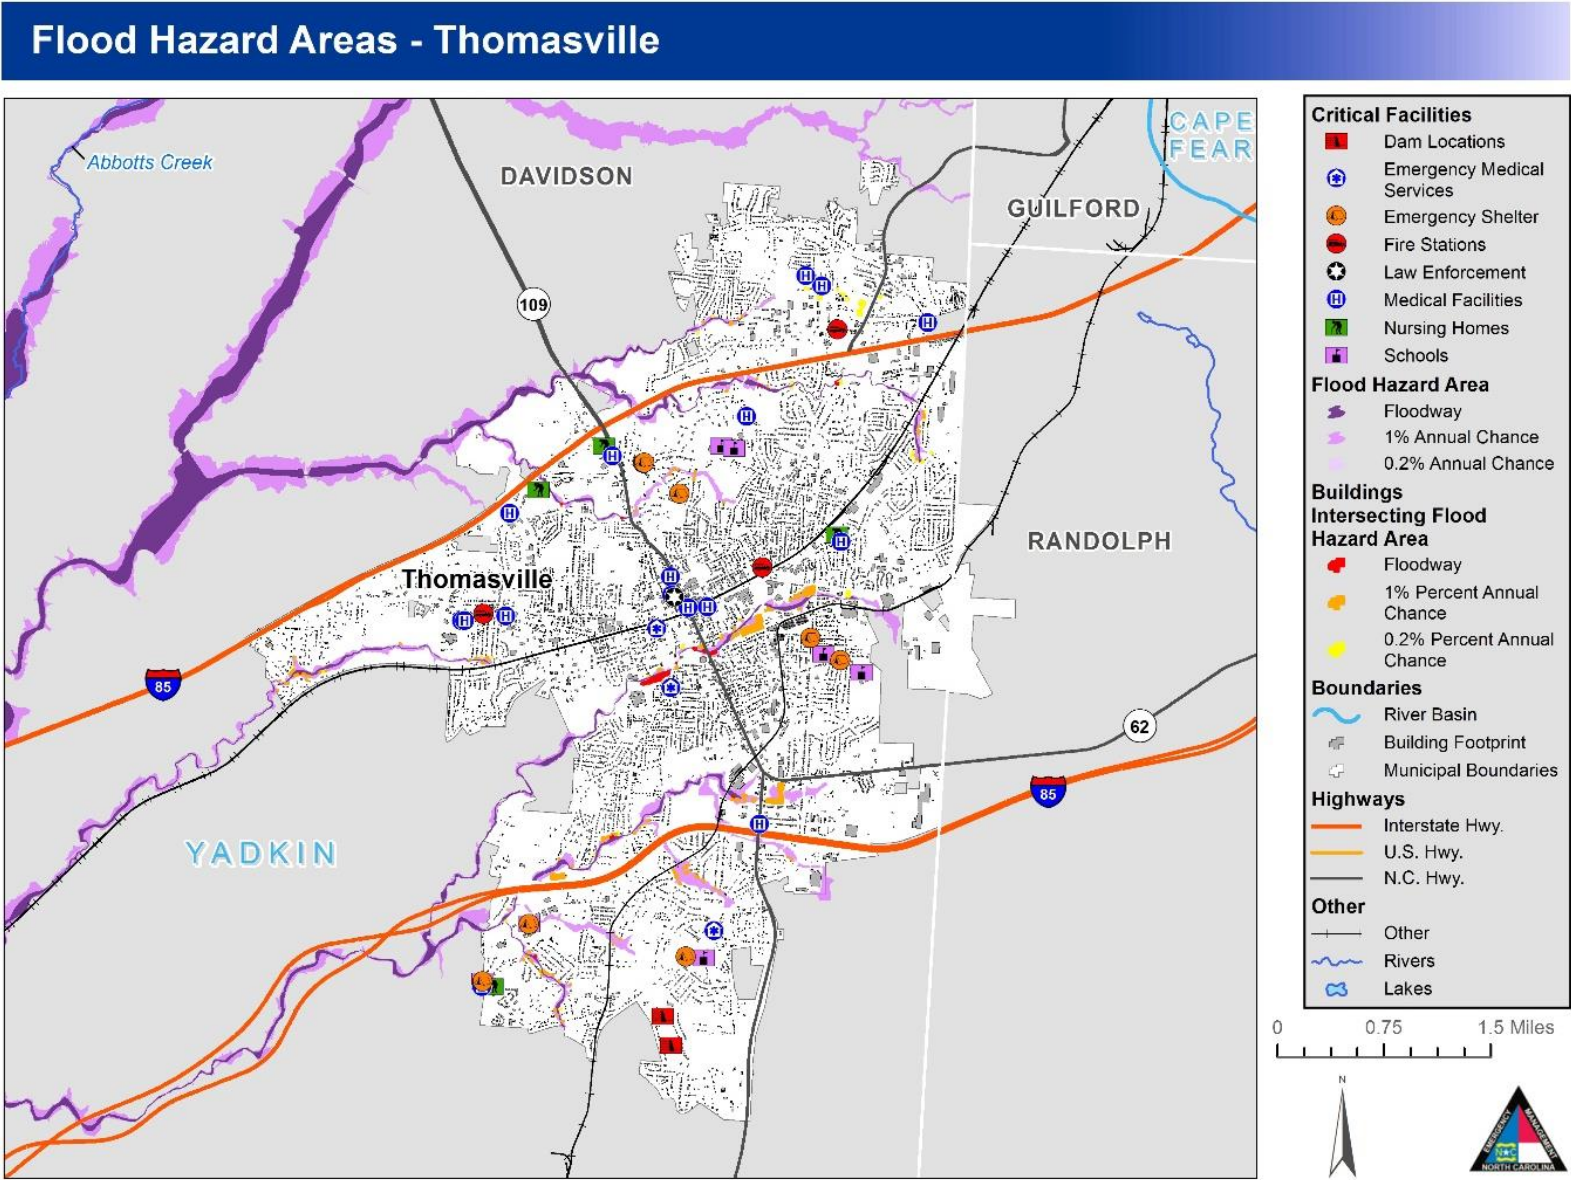 Flood Hazard Areas - Thomasville
Abbotts Creek
DAVIDSON
CAPE
FEAR
GUILFORD
109
RANDOLPH
Thomasville
85
62
85
YADKIN
Critical Facilities
Dam Locations
Emergency Medical
Services
Emergency Shelter
Fire Stations
Law Enforcement
Medical Facilities
Nursing Homes
Schools
Flood Hazard Area
Floodway
1% Annual Chance
0.2% Annual Chance
Buildings
Intersecting Flood
Hazard Area
Floodway
1% Percent Annual
Chance
0.2% Percent Annual
Chance
Boundaries
River Basin
Building Footprint
Municipal Boundaries
Highways
Interstate Hwy.
U.S. Hwy.
N.C. Hwy.
Other
Other
Rivers
Lakes
0 0.75 1.5 Miles
N
EMERGENCY
MANAGEMENT
N C
NORTH CAROLINA